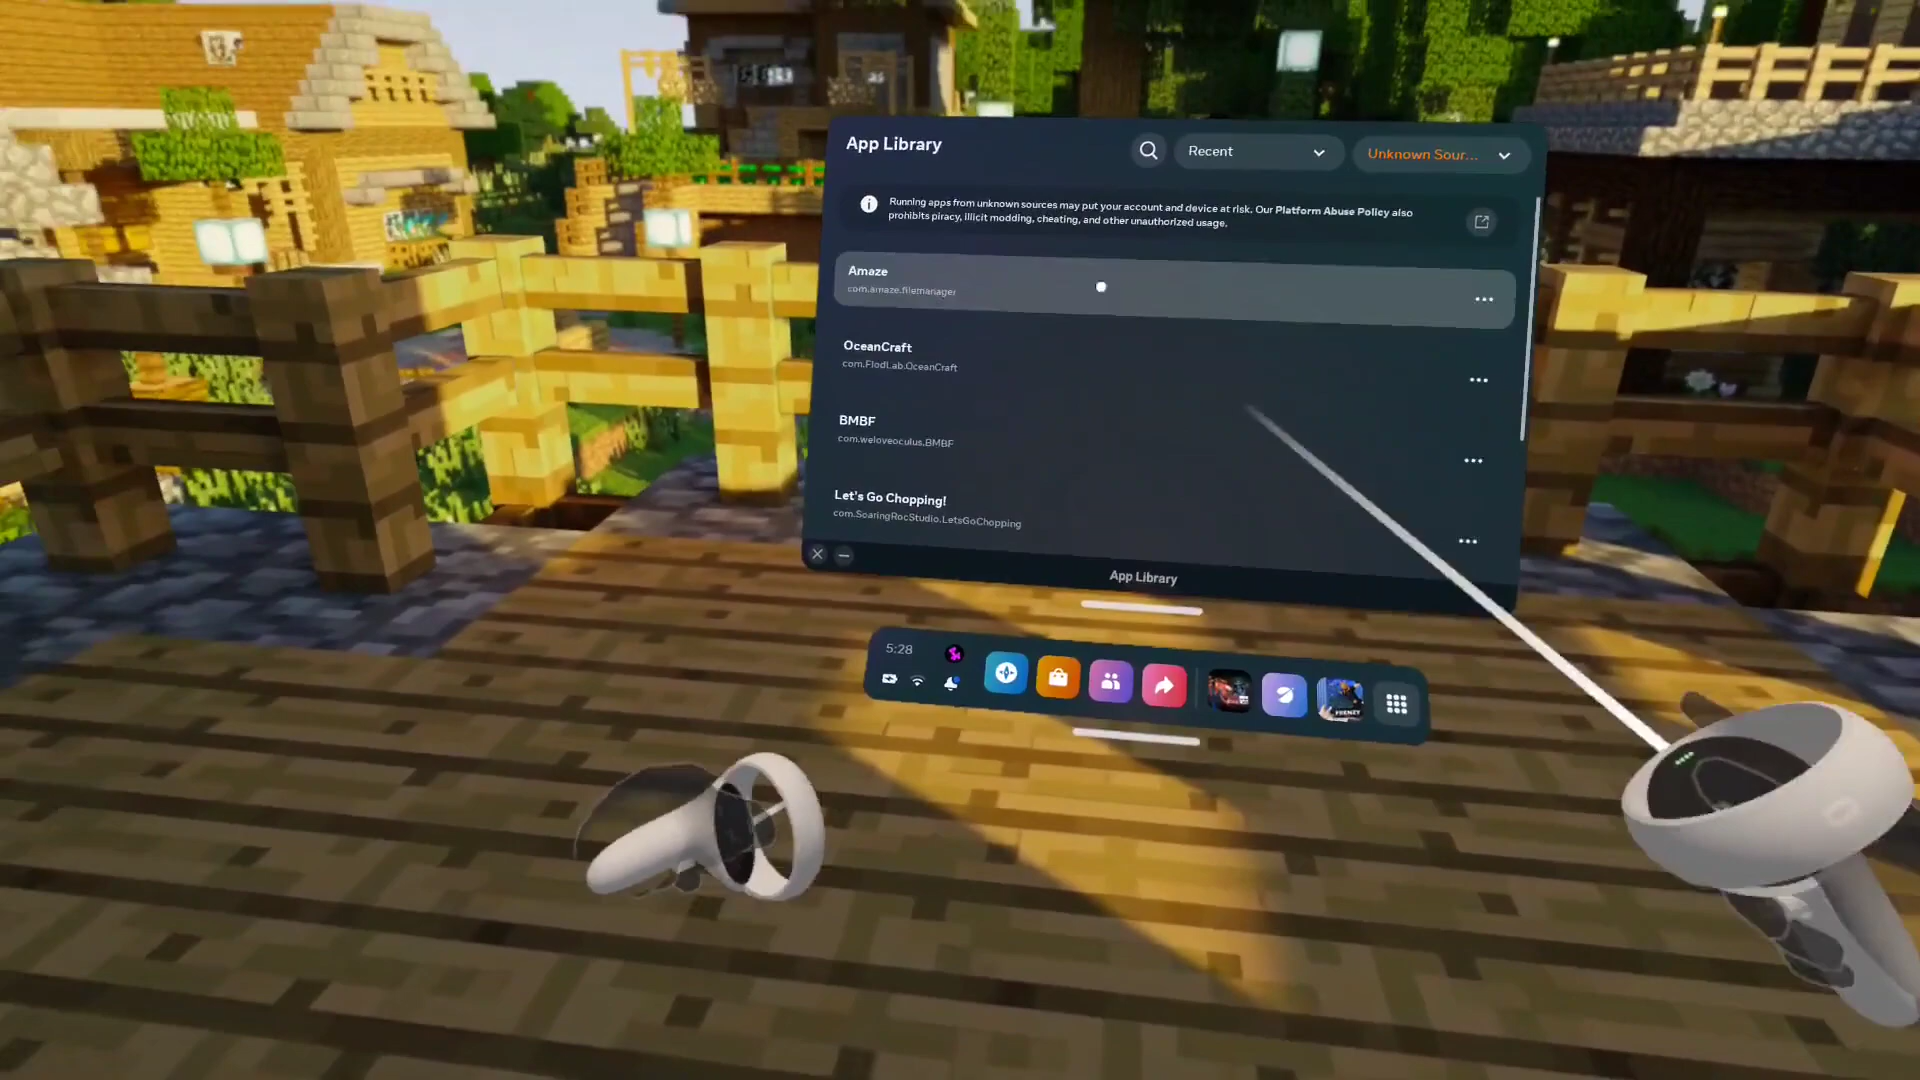 App Library
Recent
Unknown Sour...
Running apps from unknown sources may put your account and device at risk. Our Platform Abuse Policy also
prohibits piracy, illicit modding, cheating, and other unauthorized usage.
Amaze
com.amaze.filemanager
OceanCraft
com.FlodLab.OceanCraft
BMBF
com.weloveoculus.BMBF
Let's Go Chopping!
com.SoaringRocStudio.LetsGoChopping
App Library
5:28
FRENZY